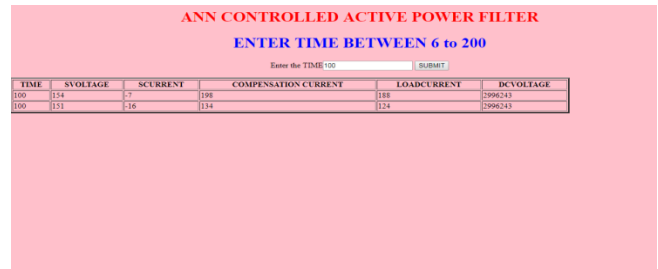 ANN CONTROLLED ACTIVE POWER FILTER
ENTER TIME BETWEEN 6 to 200
Enter the TIME 100 SUBMIT
TIME SVOLTAGE SCURRENT COMPENSATION CURRENT LOADCURRENT DCVOLTAGE
100 154 -7 198 188 2996243
100 151 -16 134 124 2996243